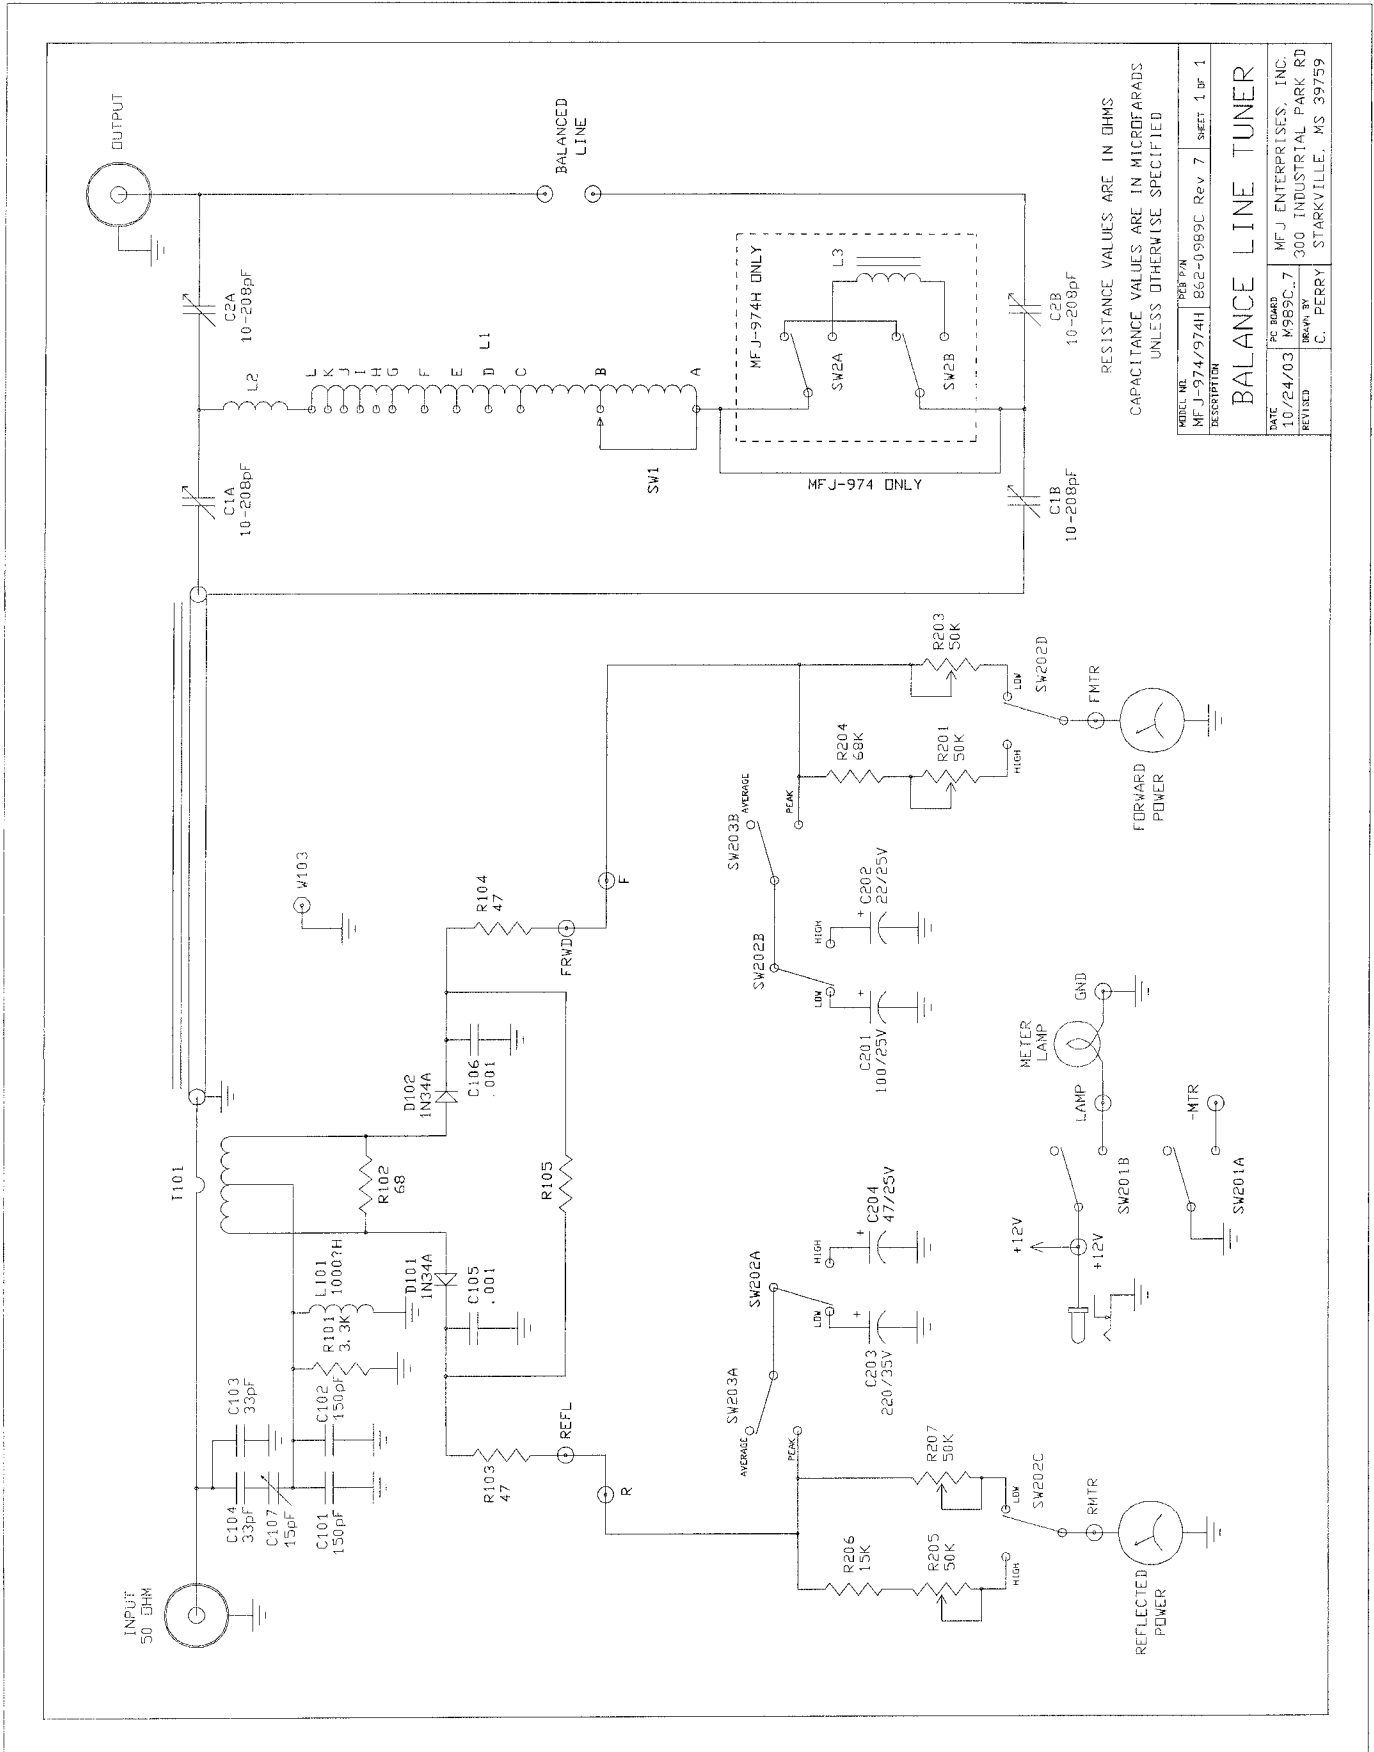 INPUT
50 OHM
C104
33pF
C103
33pF
C107
15pF
C101
150pF
C102
150pF
R101
3.3K
L101
1000?H
T101
R102
68
D101
1N34A
D102
1N34A
C105
.001
C106
.001
R105
R103
47
R104
47
REFL
R
FRWD
F
W103
C1A
10-208pF
C2A
10-208pF
OUTPUT
L2
L
K
J
I
H
G
F
E
D
C
B
A
L1
SW1
BALANCED
LINE
MFJ-974H ONLY
SW2A
L3
SW2B
MFJ-974 ONLY
C1B
10-208pF
C2B
10-208pF
SW203A
AVERAGE
PEAK
SW202A
LOW
HIGH
C203
220/35V
C204
47/25V
R206
15K
R205
50K
R207
50K
HIGH
LOW
SW202C
RMTR
REFLECTED
POWER
SW202B
SW203B
AVERAGE
PEAK
LOW
HIGH
C201
100/25V
C202
22/25V
R204
68K
R201
50K
R203
50K
HIGH
LOW
SW202D
FMTR
FORWARD
POWER
+12V
+12V
SW201B
LAMP
METER
LAMP
GND
SW201A
-MTR
RESISTANCE VALUES ARE IN OHMS
CAPACITANCE VALUES ARE IN MICROFARADS
UNLESS OTHERWISE SPECIFIED
MODEL NO.
MFJ-974/974H
PCB P/N
862-0989C Rev 7
SHEET 1 OF 1
DESCRIPTION
BALANCE LINE TUNER
DATE
10/24/03
PC BOARD
M989C_7
MFJ ENTERPRISES, INC.
300 INDUSTRIAL PARK RD
STARKVILLE, MS 39759
REVISED
DRAWN BY
C. PERRY